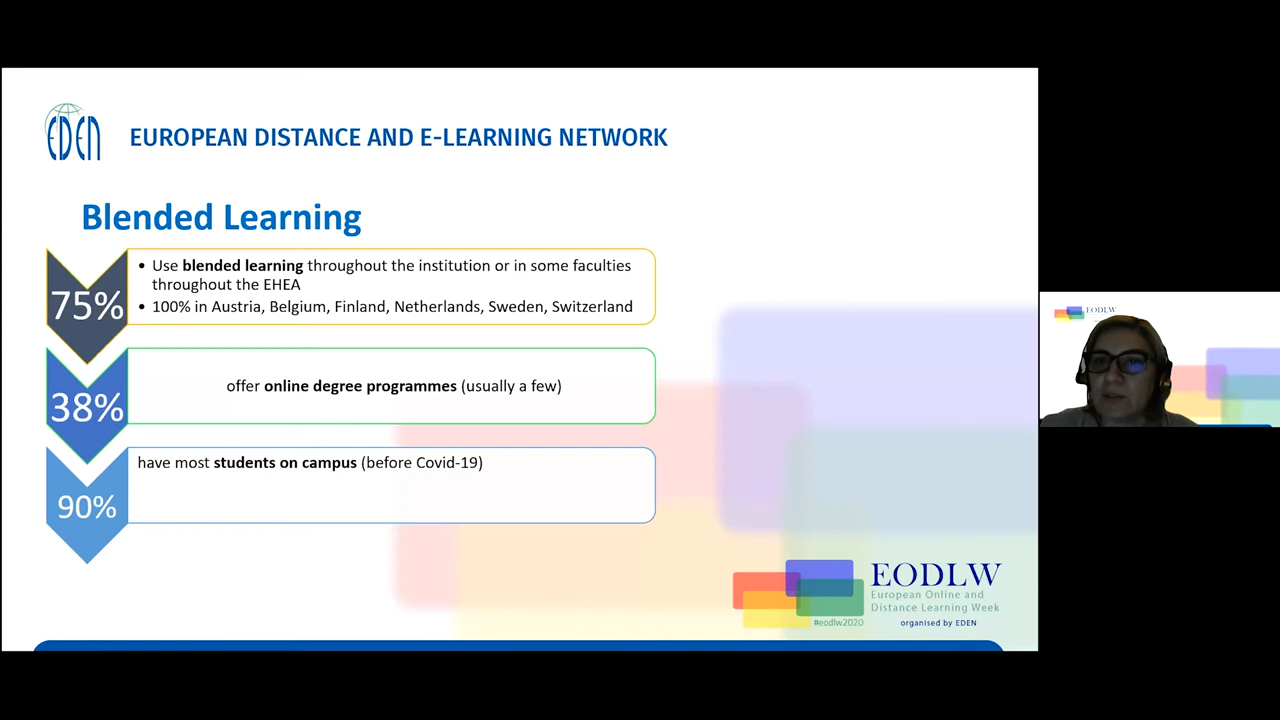 EDEN
EUROPEAN DISTANCE AND E-LEARNING NETWORK
Blended Learning
75%
• Use blended learning throughout the institution or in some faculties
throughout the EHEA
• 100% in Austria, Belgium, Finland, Netherlands, Sweden, Switzerland
38%
offer online degree programmes (usually a few)
90%
have most students on campus (before Covid-19)
EODLW
EODLW
European Online and
Distance Learning Week
#eodlw2020
organised by EDEN